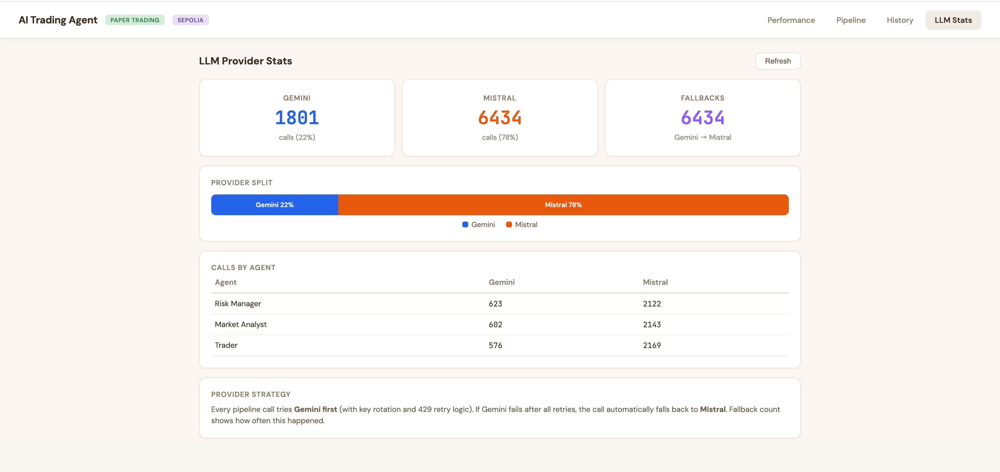 AI Trading Agent PAPER TRADING SEPOLIA Performance Pipeline History LLM Stats
LLM Provider Stats Refresh
GEMINI
1801
calls (22%)
MISTRAL
6434
calls (78%)
FALLBACKS
6434
Gemini → Mistral
PROVIDER SPLIT
Gemini 22% Mistral 78%
Gemini Mistral
CALLS BY AGENT
Agent Gemini Mistral
Risk Manager 623 2122
Market Analyst 602 2143
Trader 576 2169
PROVIDER STRATEGY
Every pipeline call tries Gemini first (with key rotation and 429 retry logic). If Gemini fails after all retries, the call automatically falls back to Mistral. Fallback count
shows how often this happened.